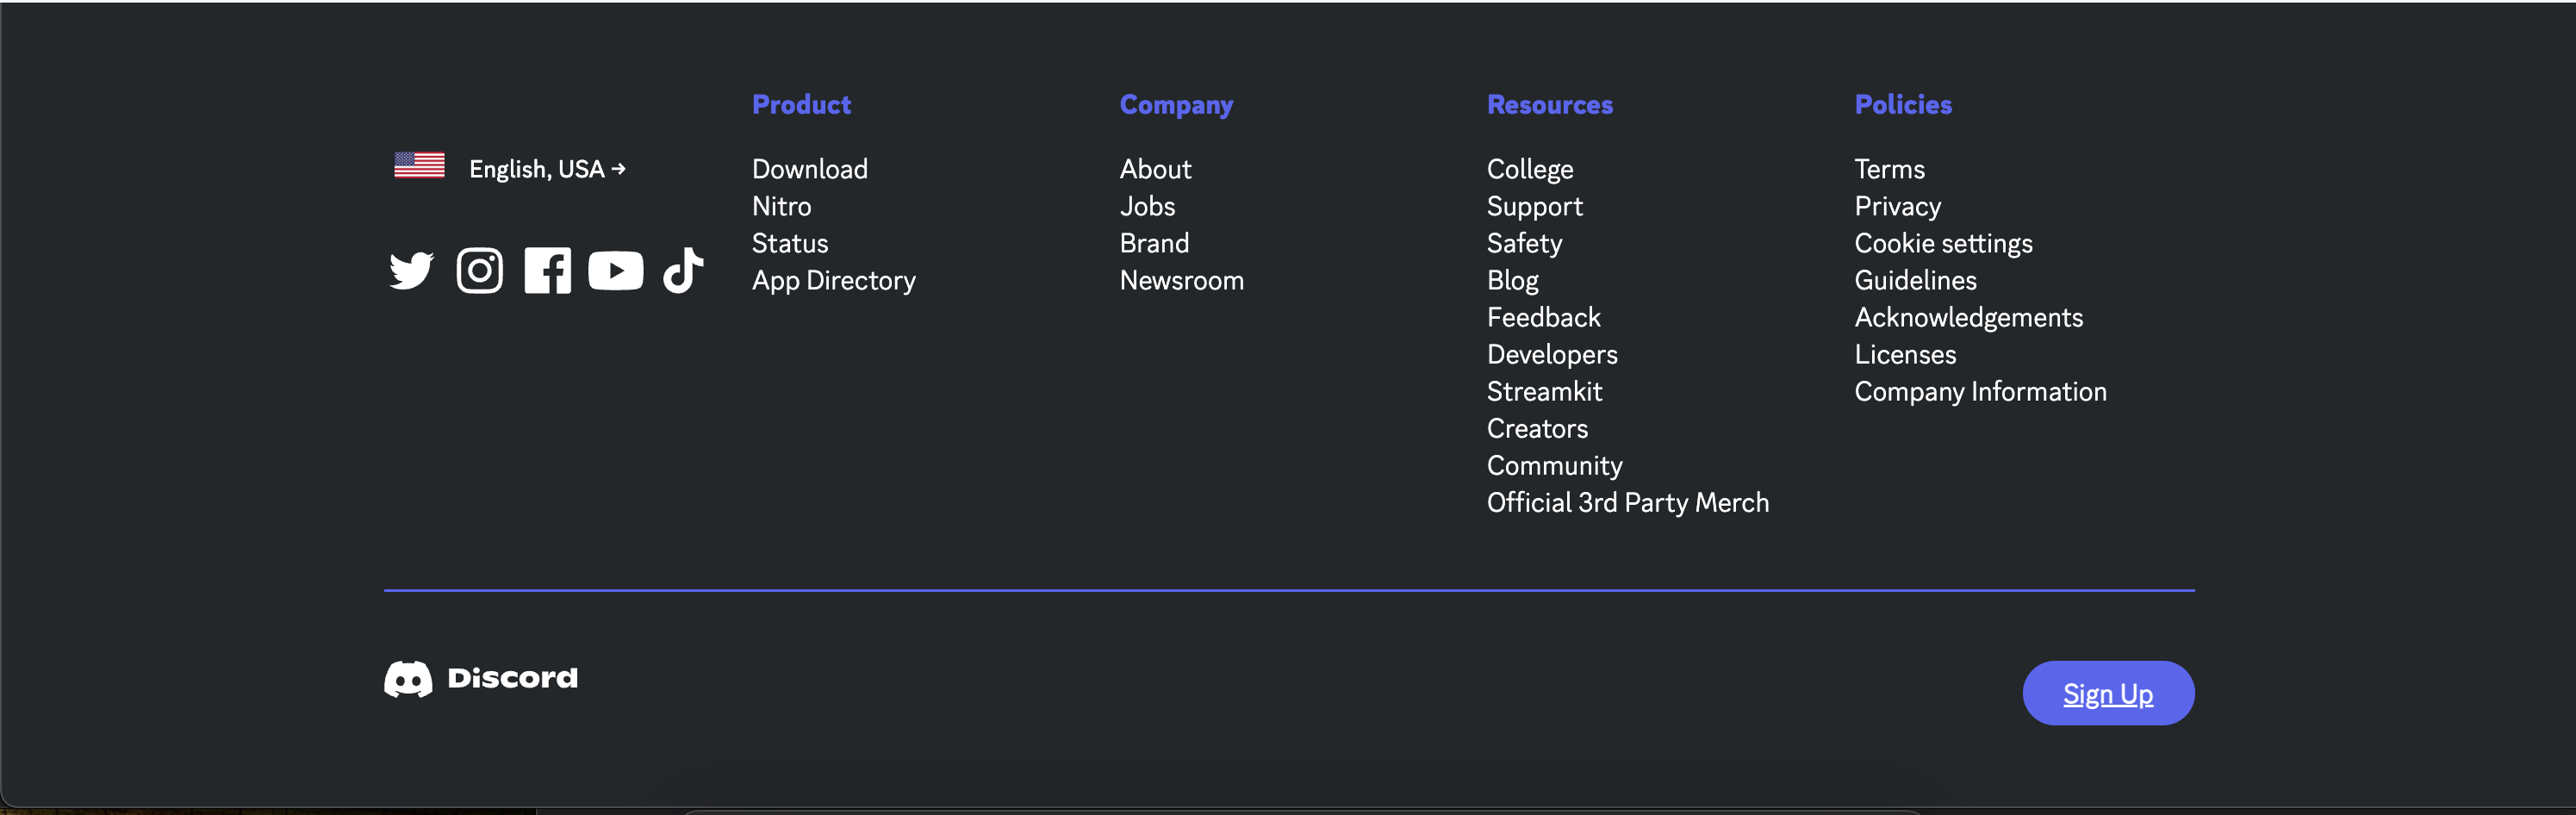 English, USA →
Product
Download
Nitro
Status
App Directory
Company
About
Jobs
Brand
Newsroom
Resources
College
Support
Safety
Blog
Feedback
Developers
Streamkit
Creators
Community
Official 3rd Party Merch
Policies
Terms
Privacy
Cookie settings
Guidelines
Acknowledgements
Licenses
Company Information
Discord
Sign Up